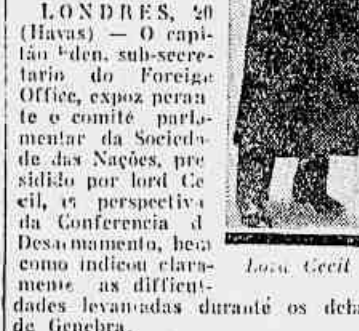 LONDRES, 20
(Havas) — O capi-
tão Eden, sub-secre-
tario do Foreign
Office, expoz peran
te o comité parla-
mentar da Socieda-
de das Nações, pre
sidido por lord Ce
cil, as perspectiva
da Conferencia d
Desarmamento, bem
como indicou clara-
mente as difficul-
dades levantadas durante os deba
de Genebra.
Lord Cecil